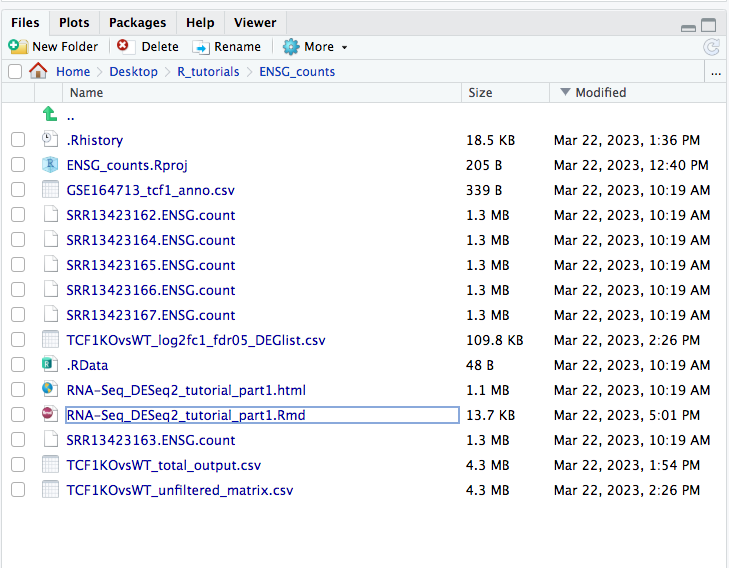 Files Plots Packages Help Viewer
New Folder Delete Rename More
Home Desktop R_tutorials ENSG_counts ...
Name Size Modified
..
.Rhistory 18.5 KB Mar 22, 2023, 1:36 PM
ENSG_counts.Rproj 205 B Mar 22, 2023, 12:40 PM
GSE164713_tcf1_anno.csv 339 B Mar 22, 2023, 10:19 AM
SRR13423162.ENSG.count 1.3 MB Mar 22, 2023, 10:19 AM
SRR13423164.ENSG.count 1.3 MB Mar 22, 2023, 10:19 AM
SRR13423165.ENSG.count 1.3 MB Mar 22, 2023, 10:19 AM
SRR13423166.ENSG.count 1.3 MB Mar 22, 2023, 10:19 AM
SRR13423167.ENSG.count 1.3 MB Mar 22, 2023, 10:19 AM
TCF1KOvsWT_log2fc1_fdr05_DEGlist.csv 109.8 KB Mar 22, 2023, 2:26 PM
.RData 48 B Mar 22, 2023, 10:19 AM
RNA-Seq_DESeq2_tutorial_part1.html 1.1 MB Mar 22, 2023, 10:19 AM
RNA-Seq_DESeq2_tutorial_part1.Rmd 13.7 KB Mar 22, 2023, 5:01 PM
SRR13423163.ENSG.count 1.3 MB Mar 22, 2023, 10:19 AM
TCF1KOvsWT_total_output.csv 4.3 MB Mar 22, 2023, 1:54 PM
TCF1KOvsWT_unfiltered_matrix.csv 4.3 MB Mar 22, 2023, 2:26 PM